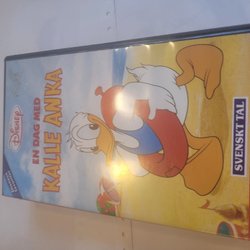 Disney
EN DAG MED
KALLE ANKA
SVENSKT TAL